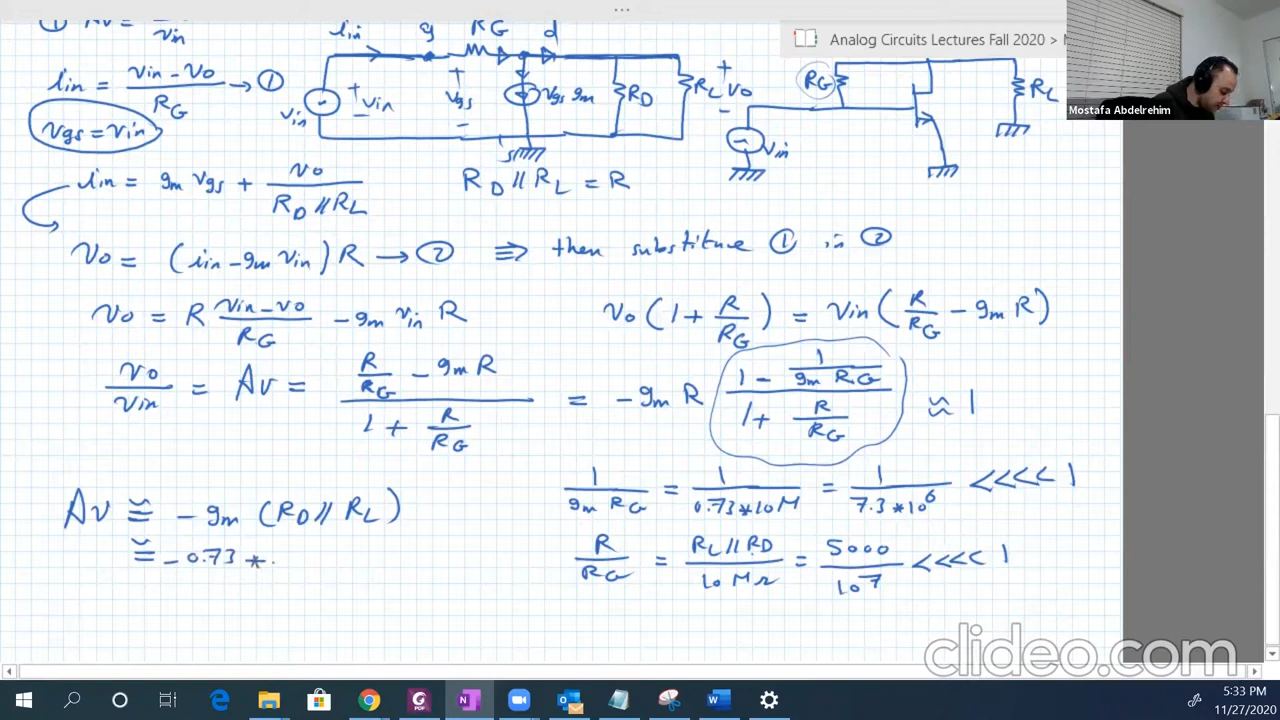 ① Av = vo/vin
iin = (vin - vo)/RG → ①
vgs = vin
iin g RG d
vin + vin - + vgs - vgs gm RD RL + vo -
s
Analog Circuits Lectures Fall 2020 >
RG RL
vin
Mostafa Abdelrehim
iin = gm vgs + vo/(RD // RL)
RD // RL = R
vo = (iin - gm vin) R → ② ⇛ then substitute ① in ②
vo = R (vin - vo)/RG - gm vin R
vo (1 + R/RG) = vin (R/RG - gm R)
vo/vin = Av = (R/RG - gm R)/(1 + R/RG) = - gm R (1 - 1/(gm RG))/(1 + R/RG) ≈ 1
1/(gm RG) = 1/(0.73*10M) = 1/(7.3*10^6) <<<< 1
Av ≅ - gm (RD // RL)
≅ - 0.73 *
R/RG = (RL // RD)/(10 MΩ) = 5000/10^7 <<<< 1
clideo.com
5:33 PM
11/27/2020